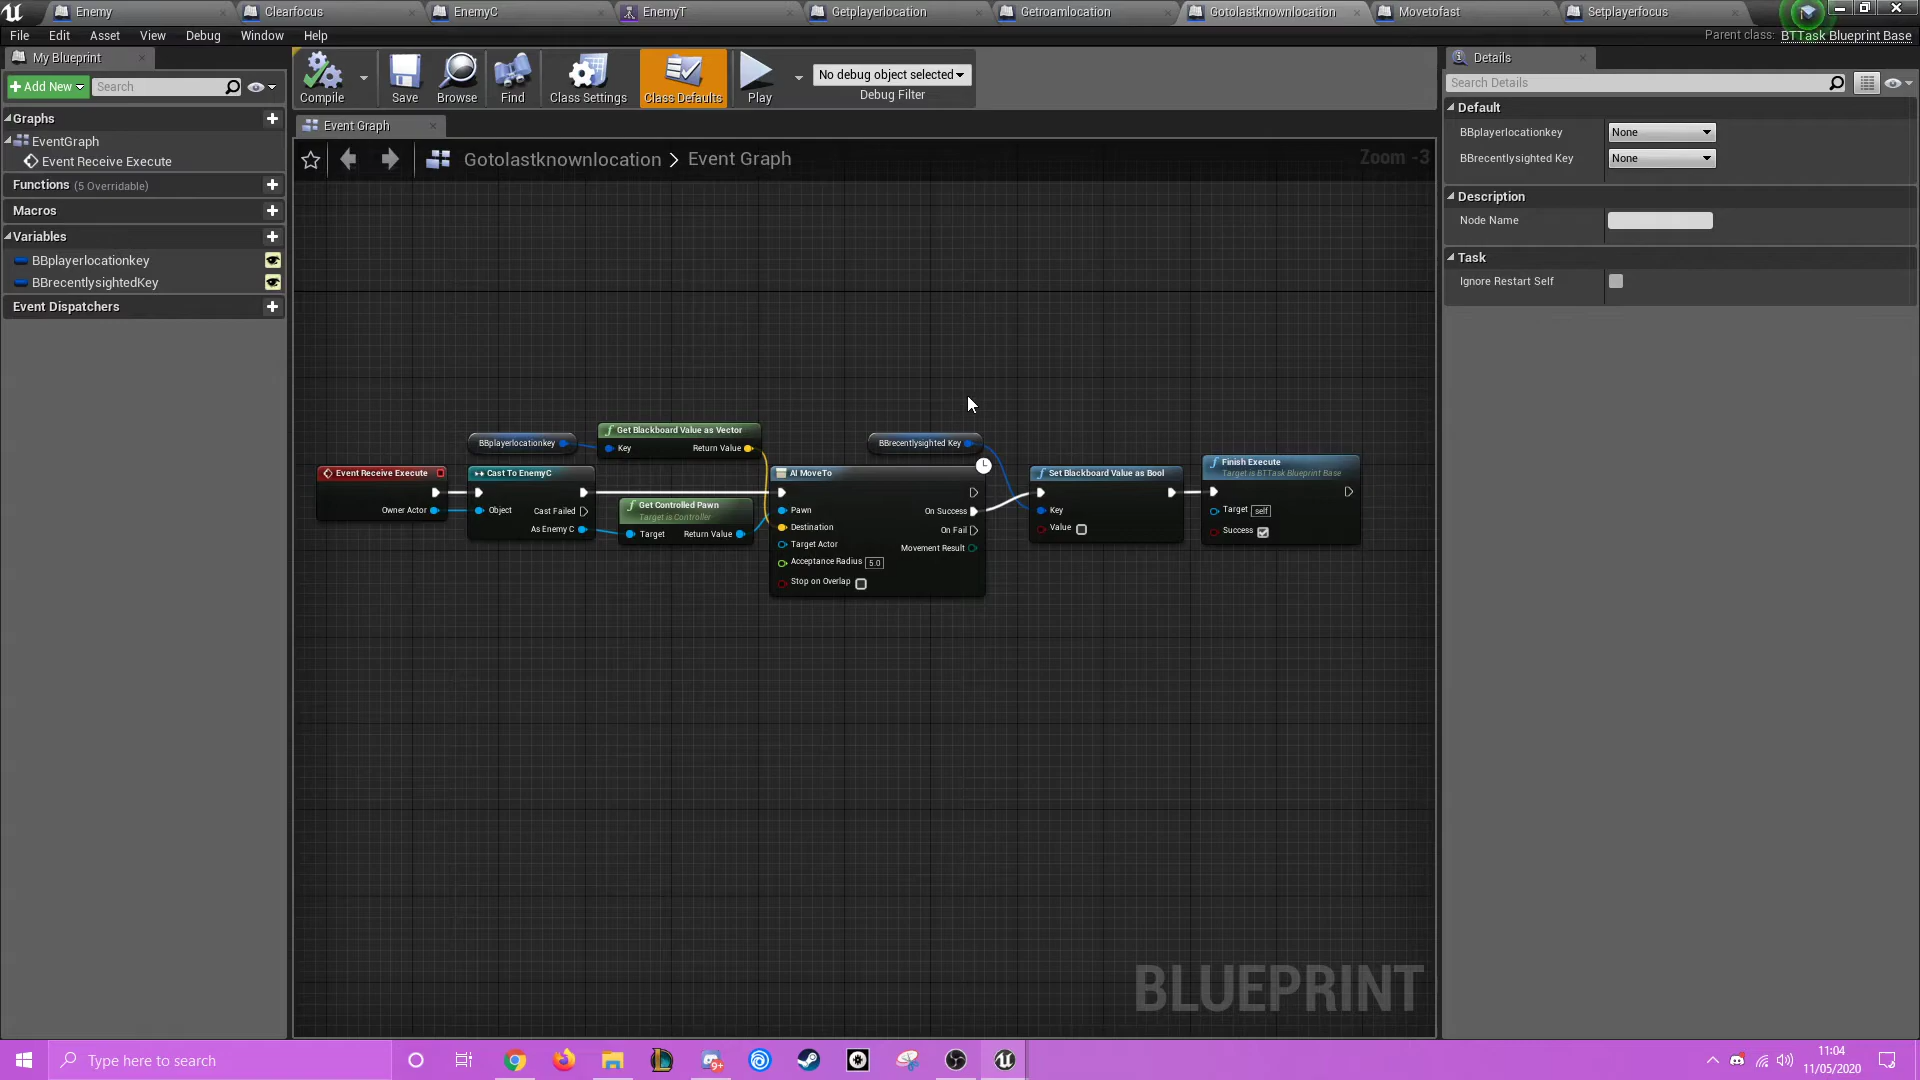 Enemy
Clearfocus
EnemyC
EnemyT
Getplayerlocation
Getroamlocation
Gotolastknownlocation
Movetofast
Setplayerfocus
File Edit Asset View Debug Window Help
Parent class: BTTask Blueprint Base
My Blueprint
Add New
Search
Graphs
EventGraph
Event Receive Execute
Functions (5 Overridable)
Macros
Variables
BBplayerlocationkey
BBrecentlysightedKey
Event Dispatchers
Compile
Save
Browse
Find
Class Settings
Class Defaults
Play
No debug object selected
Debug Filter
Event Graph
Gotolastknownlocation > Event Graph
Zoom -3
Event Receive Execute
Owner Actor
BBplayerlocationkey
Cast To EnemyC
Object
Cast Failed
As Enemy C
Get Blackboard Value as Vector
Key
Return Value
Get Controlled Pawn
Target is Controller
Target
Return Value
AI MoveTo
Pawn
Destination
Target Actor
Acceptance Radius 5.0
Stop on Overlap
On Success
On Fail
Movement Result
BBrecentlysighted Key
Set Blackboard Value as Bool
Key
Value
Finish Execute
Target is BTTask Blueprint Base
Target self
Success
BLUEPRINT
Details
Search Details
Default
BBplayerlocationkey None
BBrecentlysighted Key None
Description
Node Name
Task
Ignore Restart Self
Type here to search
9+
11:04
11/05/2020